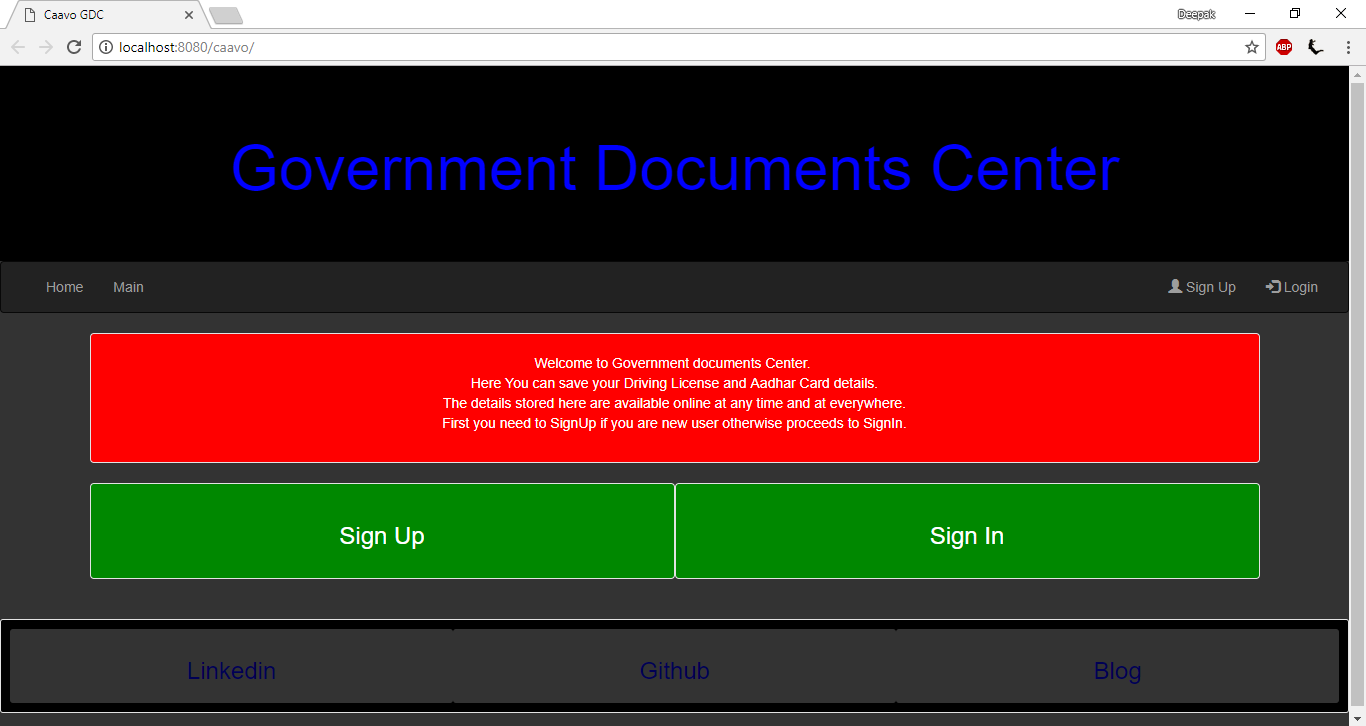 Caavo GDC
Deepak
localhost:8080/caavo/
ABP
Government Documents Center
Home Main Sign Up Login
Welcome to Government documents Center.
Here You can save your Driving License and Aadhar Card details.
The details stored here are available online at any time and at everywhere.
First you need to SignUp if you are new user otherwise proceeds to SignIn.
Sign Up Sign In
Linkedin Github Blog